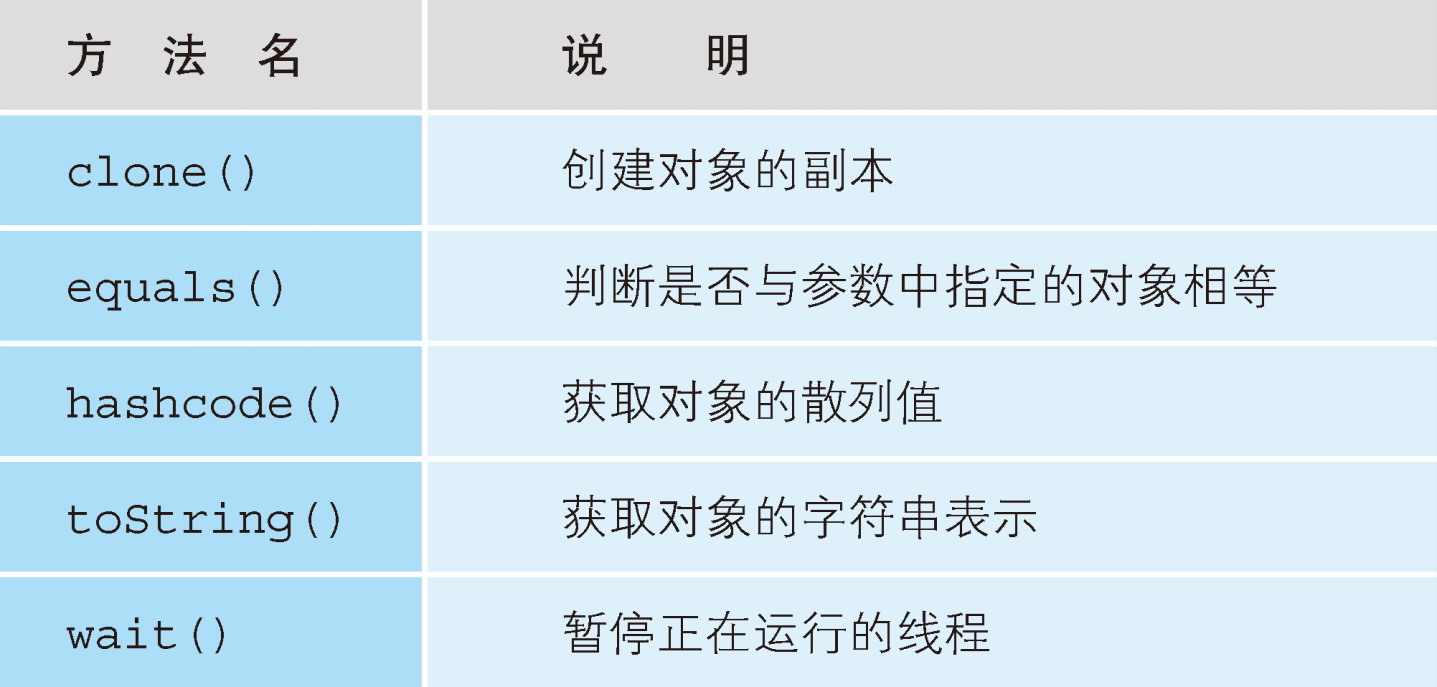 方 法 名 说 明
clone() 创建对象的副本
equals() 判断是否与参数中指定的对象相等
hashcode() 获取对象的散列值
toString() 获取对象的字符串表示
wait() 暂停正在运行的线程